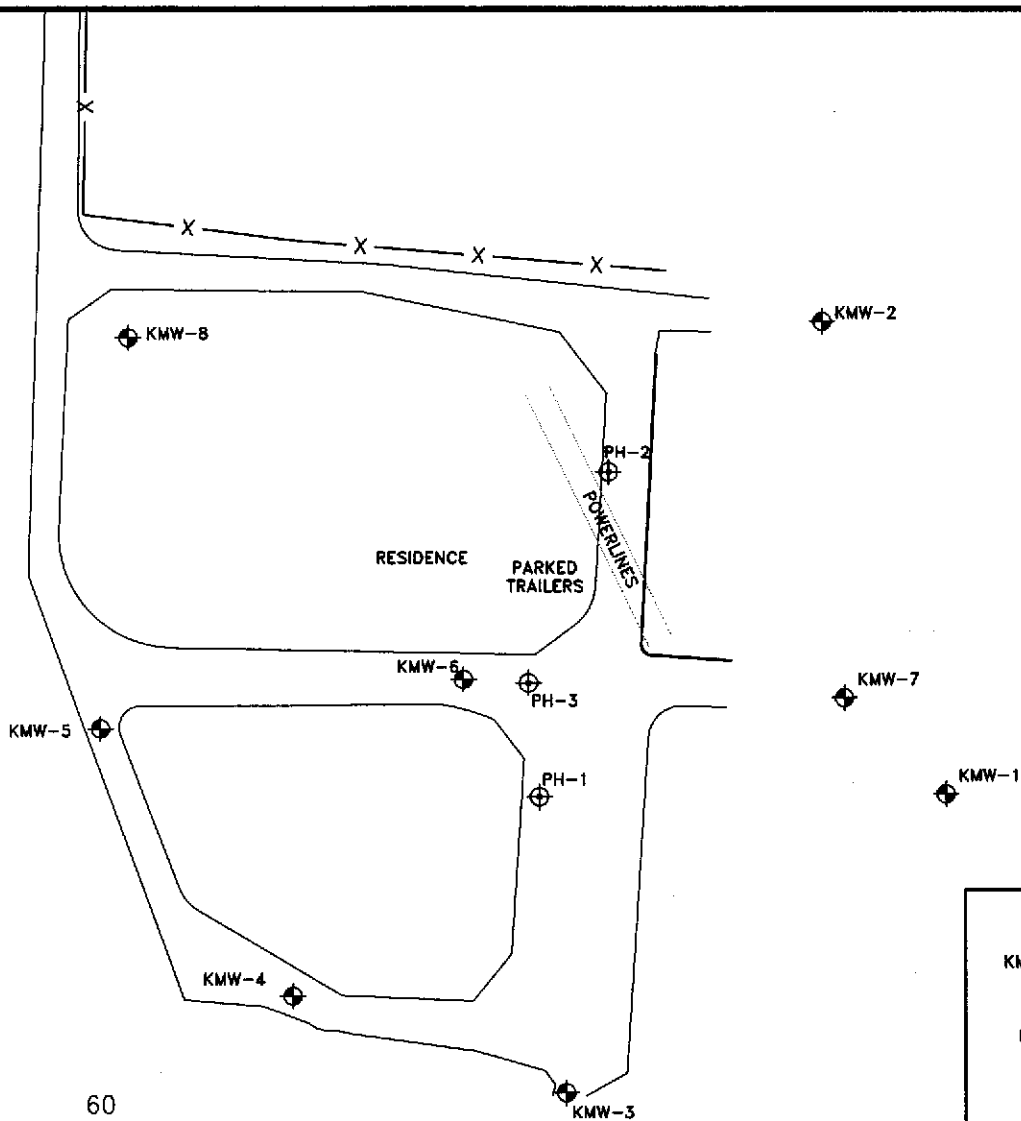 X
X
X
X
X
KMW-2
KMW-8
PH-2
POWERLINES
RESIDENCE
PARKED
TRAILERS
KMW-6
PH-3
KMW-7
KMW-5
KMW-1
PH-1
KM
KMW-4
60
KMW-3